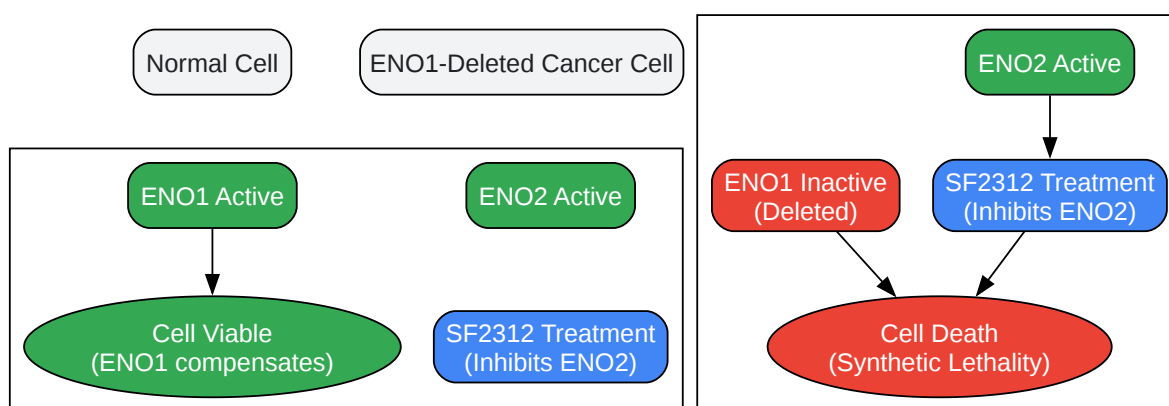 Normal Cell
ENO1-Deleted Cancer Cell
ENO1 Active
ENO2 Active
Cell Viable
(ENO1 compensates)
SF2312 Treatment
(Inhibits ENO2)
ENO2 Active
ENO1 Inactive
(Deleted)
SF2312 Treatment
(Inhibits ENO2)
Cell Death
(Synthetic Lethality)